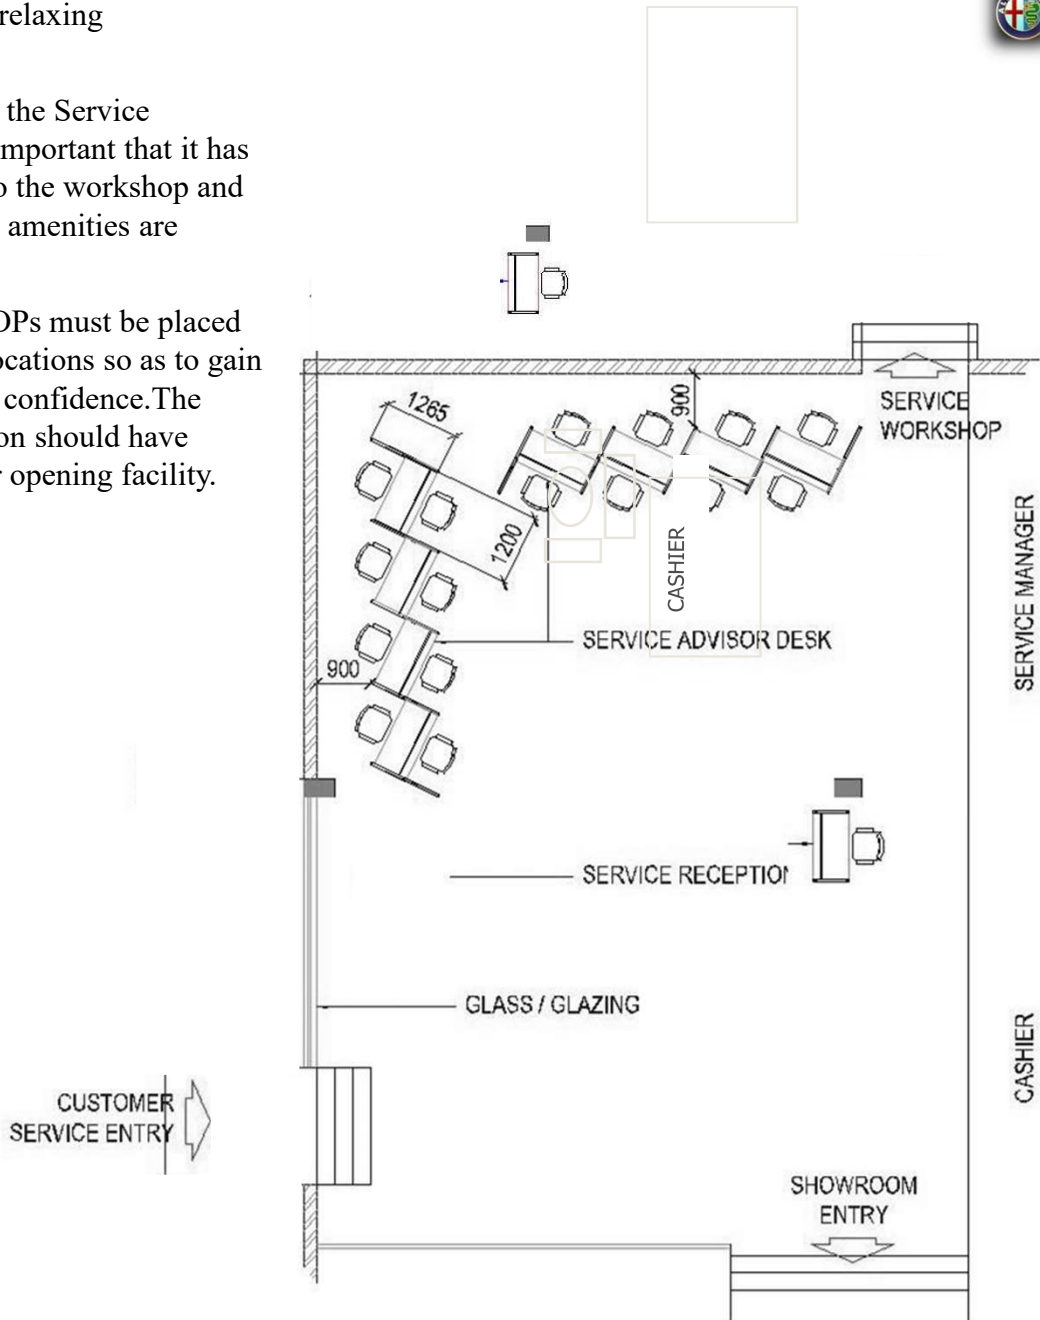 relaxing
the Service
mportant that it has
o the workshop and
amenities are
OPs must be placed
ocations so as to gain
confidence.The
on should have
r opening facility.
1265
900
SERVICE
WORKSHOP
1200
CASHIER
SERVICE MANAGER
SERVICE ADVISOR DESK
900
SERVICE RECEPTION
GLASS / GLAZING
CASHIER
CUSTOMER
SERVICE ENTRY
SHOWROOM
ENTRY